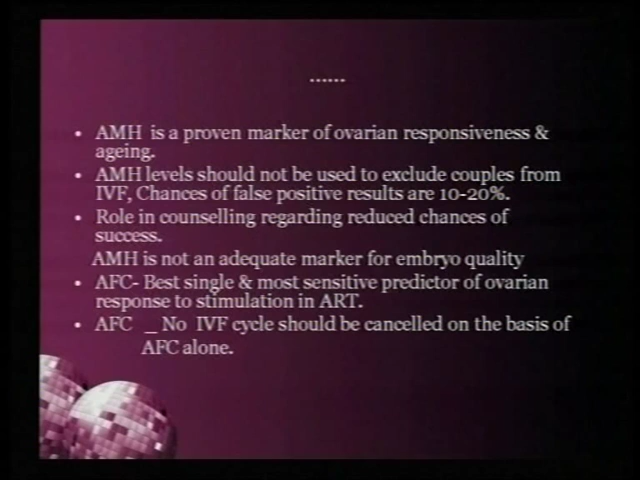 ......
• AMH is a proven marker of ovarian responsiveness &
ageing.
• AMH levels should not be used to exclude couples from
IVF, Chances of false positive results are 10-20%.
• Role in counselling regarding reduced chances of
success.
AMH is not an adequate marker for embryo quality
• AFC- Best single & most sensitive predictor of ovarian
response to stimulation in ART.
• AFC _ No IVF cycle should be cancelled on the basis of
AFC alone.